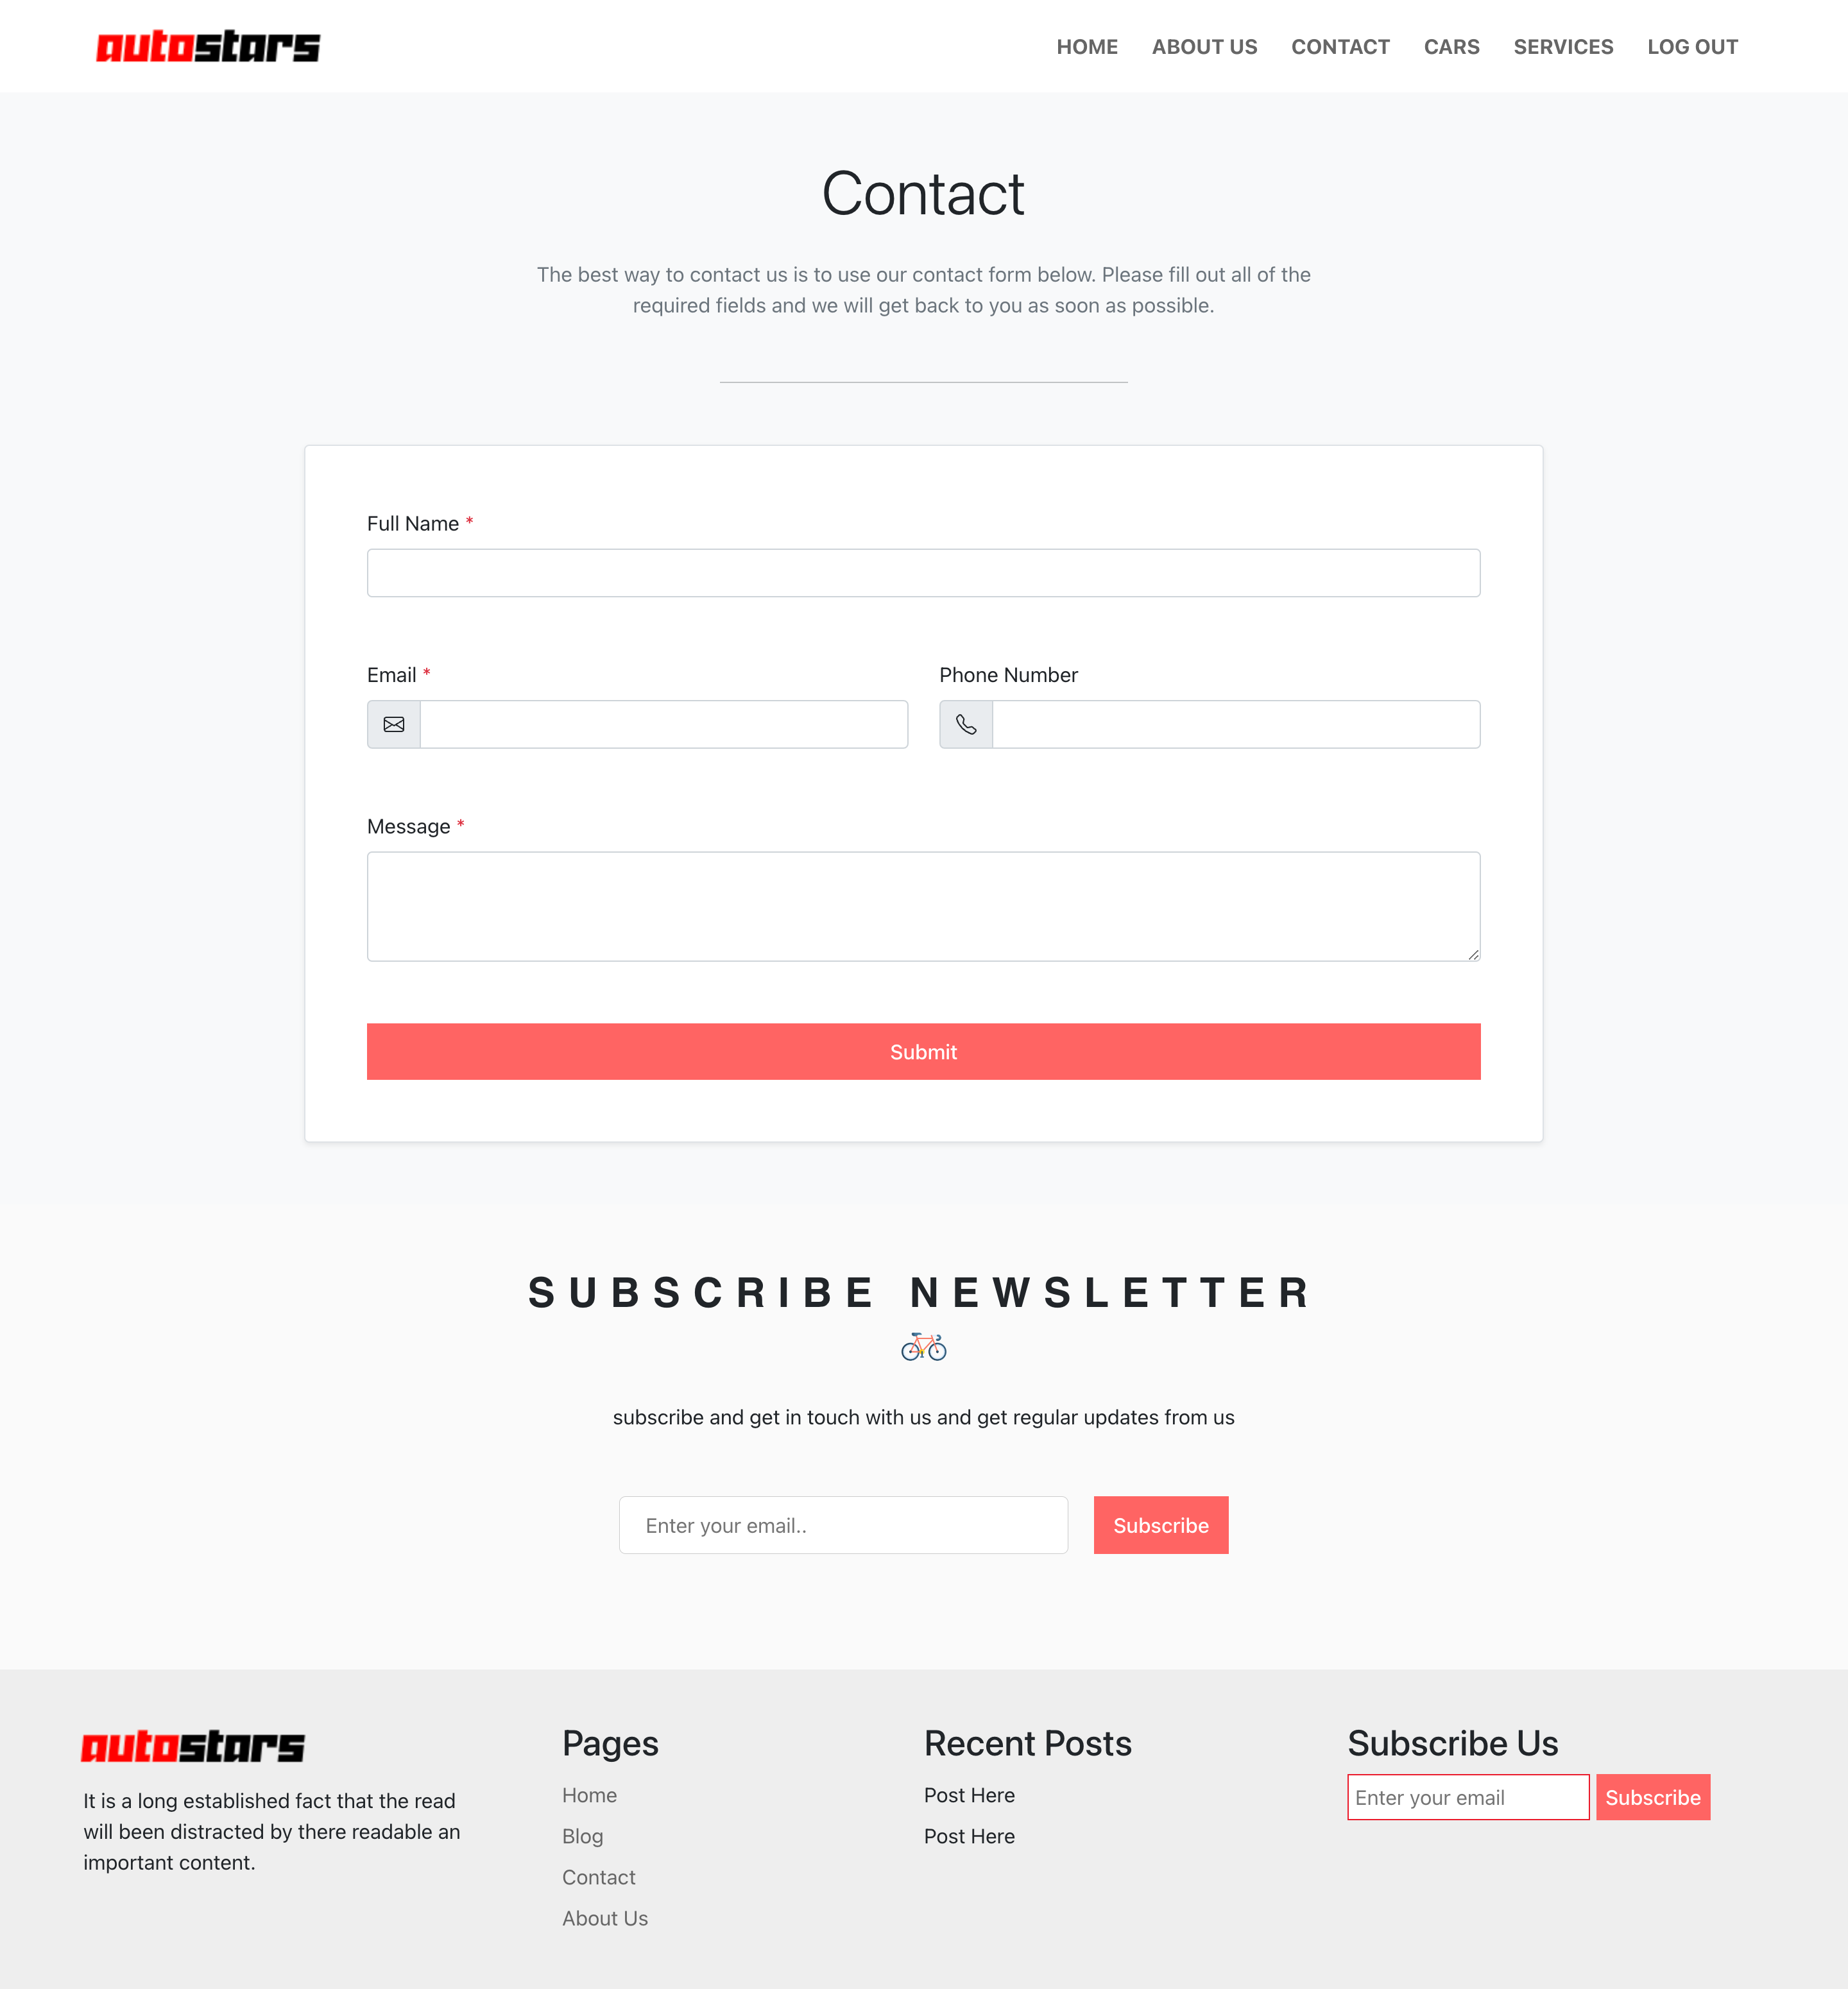 autostars
HOME ABOUT US CONTACT CARS SERVICES LOG OUT
Contact
The best way to contact us is to use our contact form below. Please fill out all of the
required fields and we will get back to you as soon as possible.
Full Name *
Email *
Phone Number
Message *
Submit
SUBSCRIBE NEWSLETTER
subscribe and get in touch with us and get regular updates from us
Enter your email..
Subscribe
autostars
It is a long established fact that the read
will been distracted by there readable an
important content.
Pages
Home
Blog
Contact
About Us
Recent Posts
Post Here
Post Here
Subscribe Us
Enter your email
Subscribe